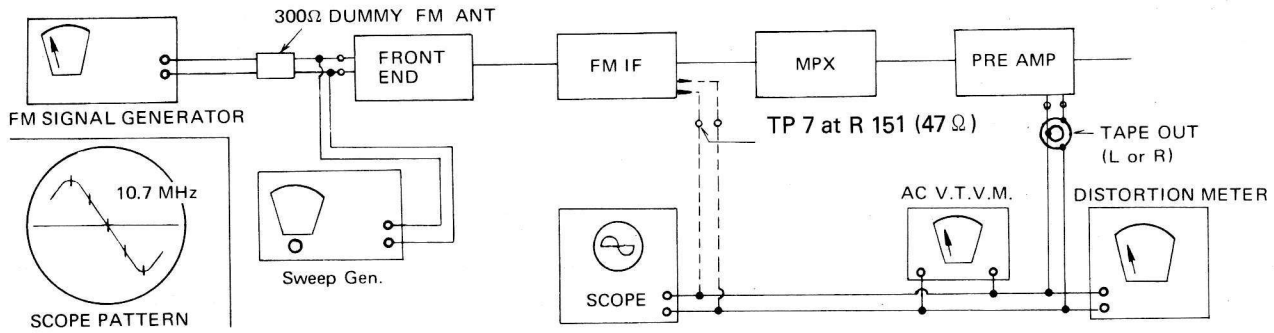 300Ω DUMMY FM ANT
FM SIGNAL GENERATOR
FRONT
END
FM IF
MPX
PRE AMP
TP 7 at R 151 (47 Ω)
TAPE OUT
(L or R)
10.7 MHz
SCOPE PATTERN
Sweep Gen.
SCOPE
AC V.T.V.M.
DISTORTION METER